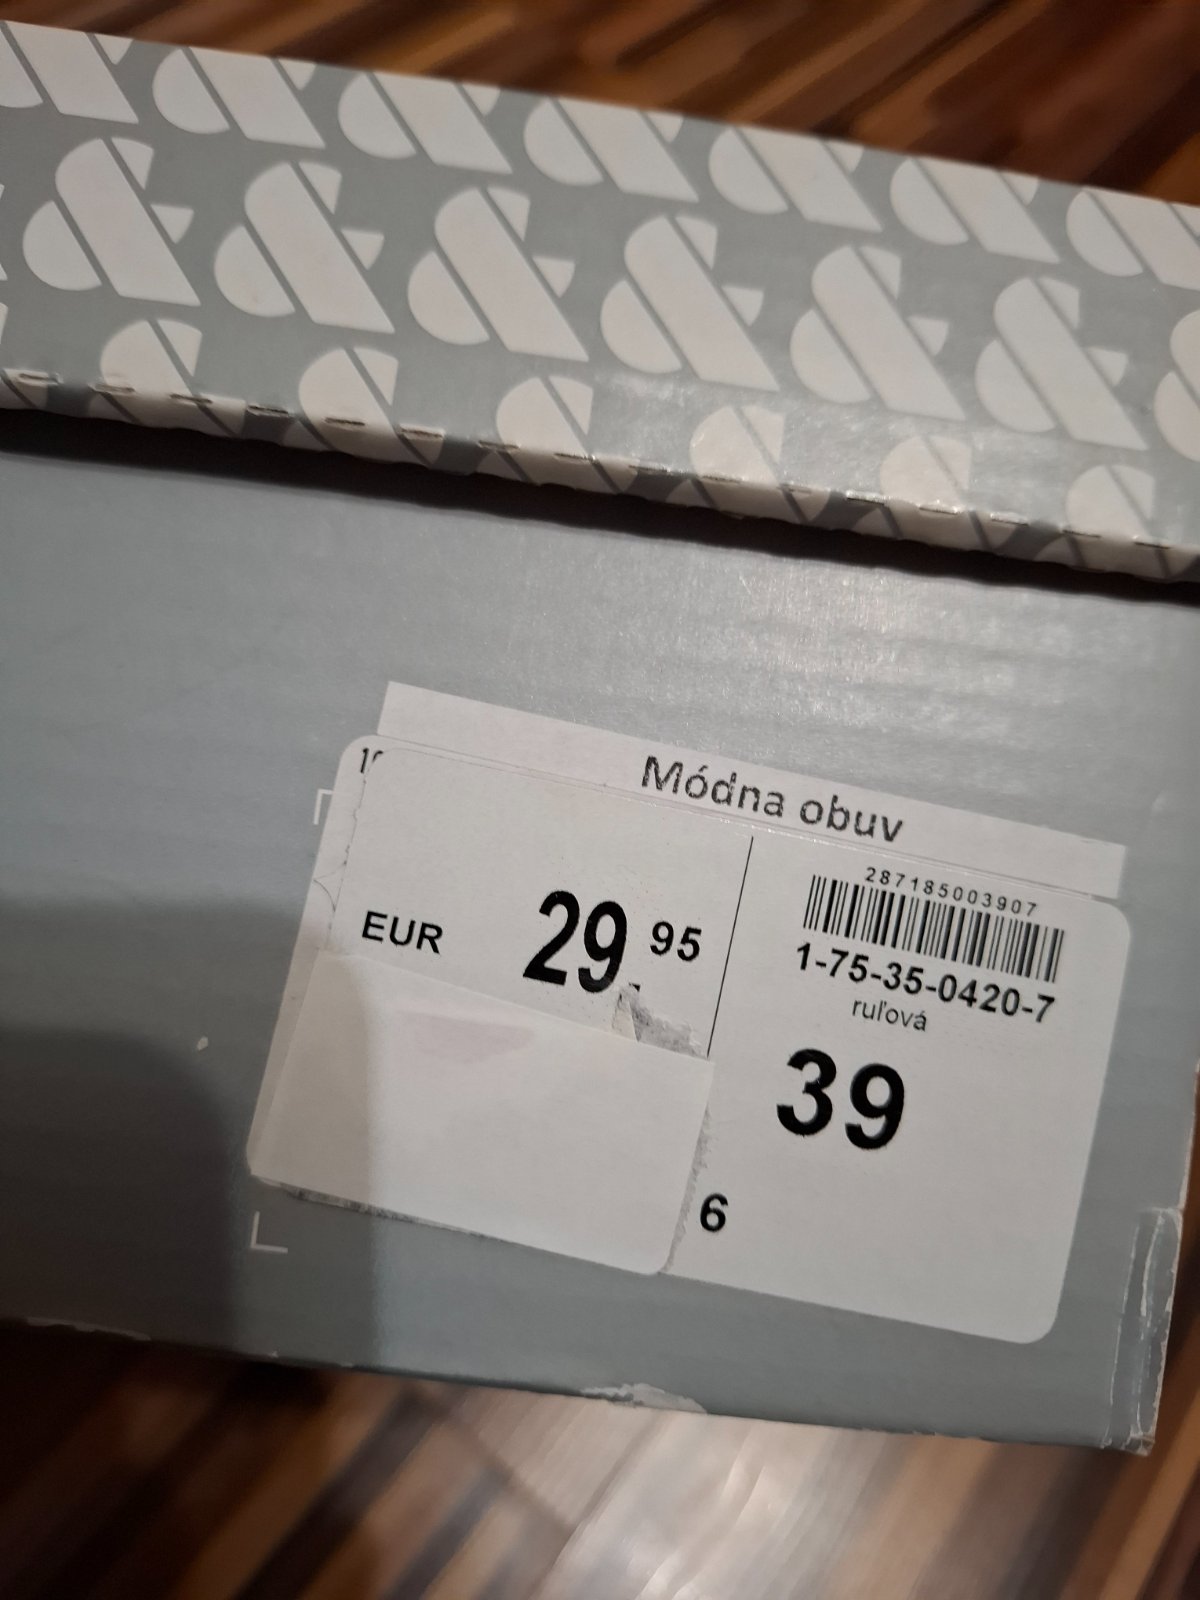 Módna obuv
EUR 29.95
287185003907
1-75-35-0420-7
ruľová
39
6